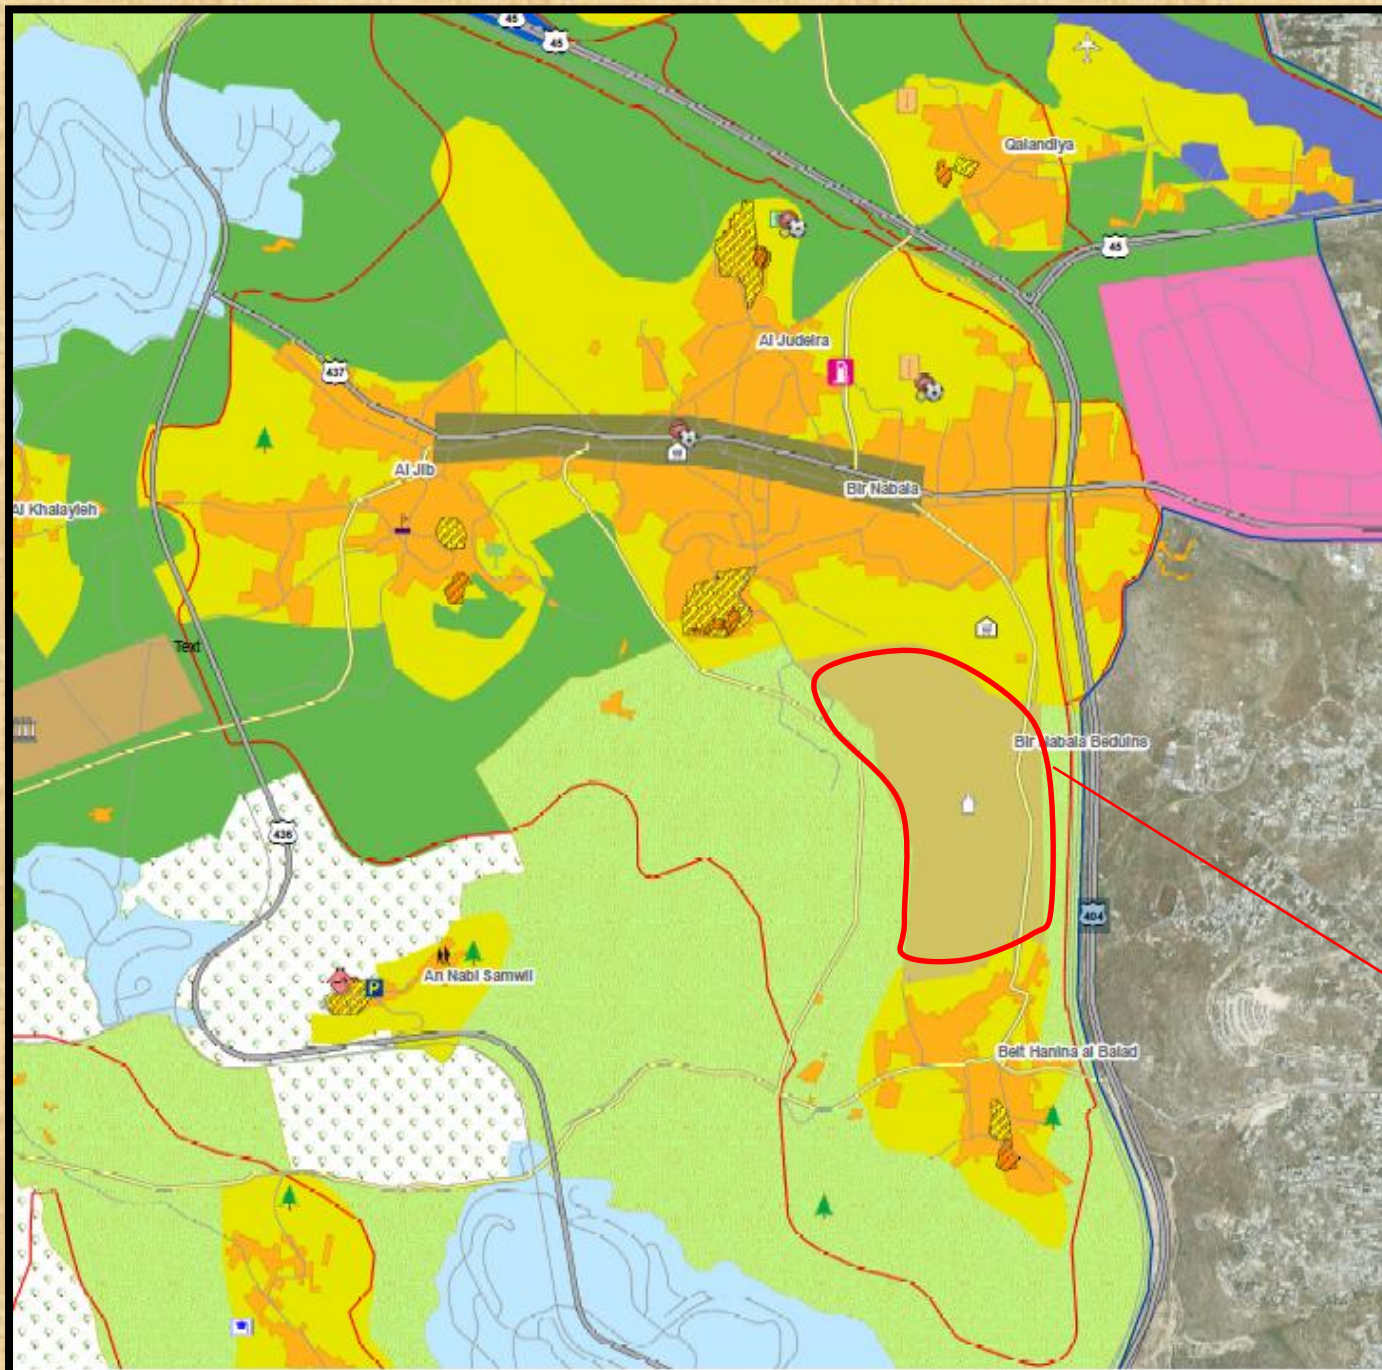 45
45
Qalandiya
45
Al Judeira
437
Al Jib
Bir Nabala
Al Khalayleh
Text
Bir Nabala Beduins
436
404
An Nabi Samwil
P
Beit Hanina al Balad